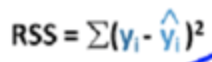 RSS = Σ(yᵢ - ŷᵢ)²